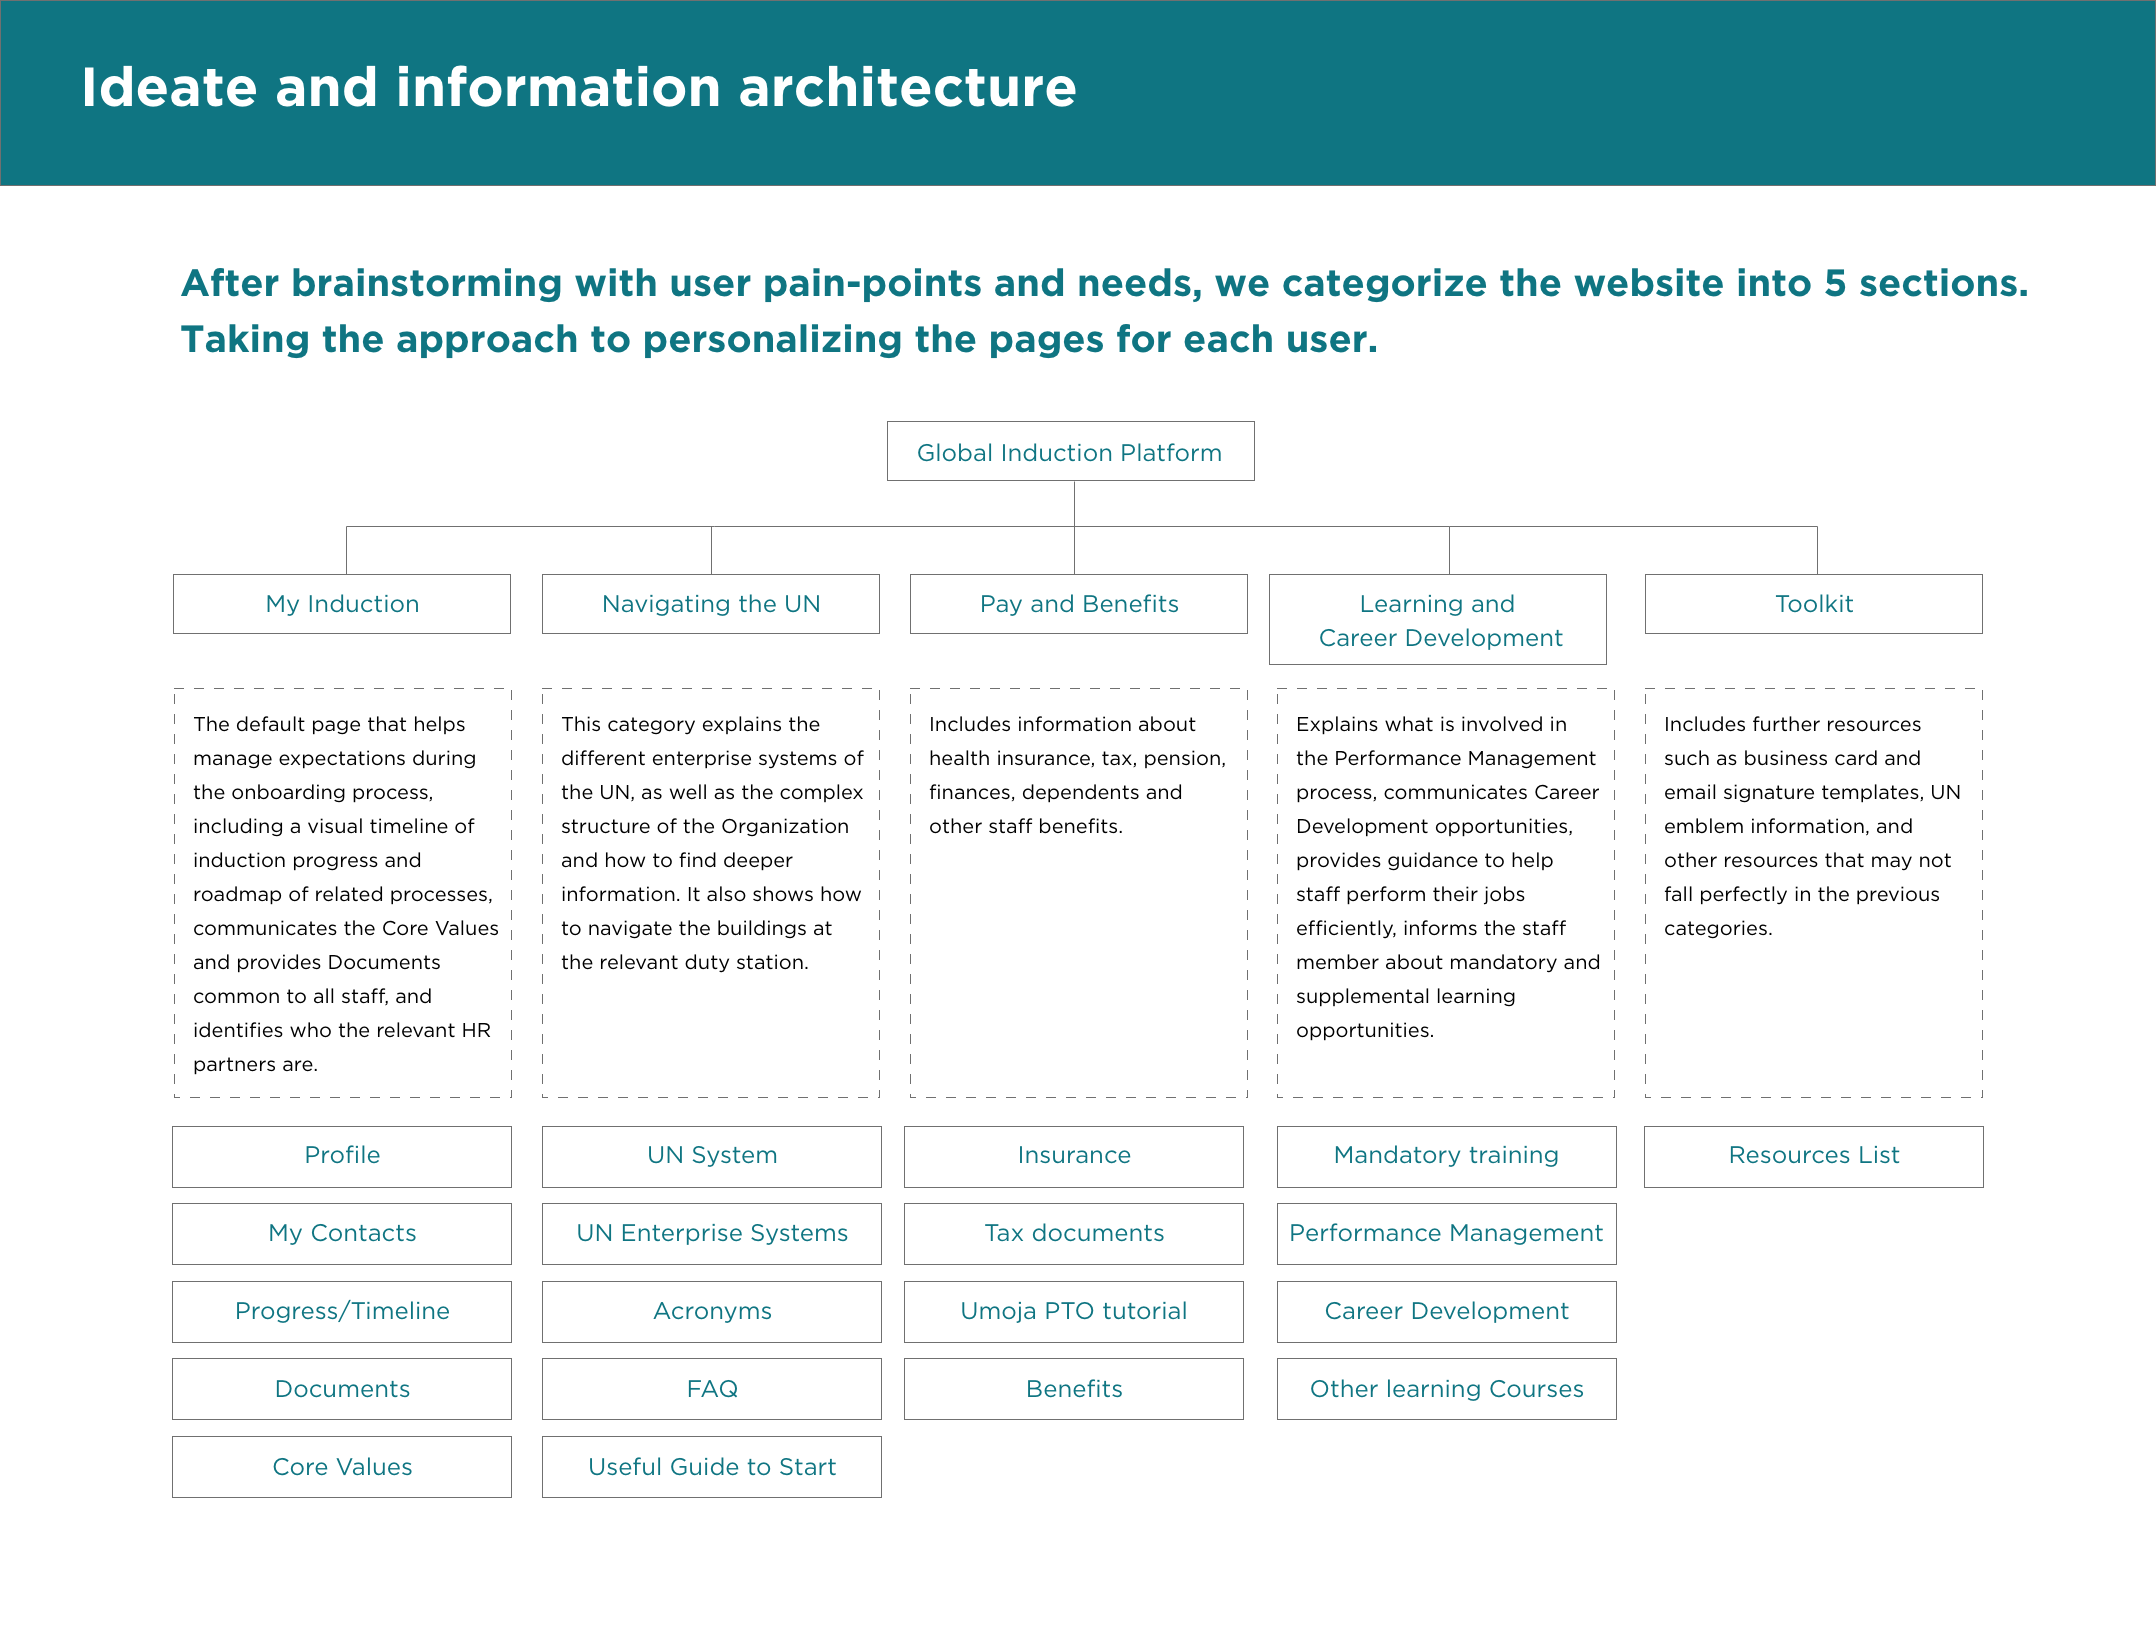 Ideate and information architecture
After brainstorming with user pain-points and needs, we categorize the website into 5 sections.
Taking the approach to personalizing the pages for each user.
Global Induction Platform
My Induction
Navigating the UN
Pay and Benefits
Learning and
Career Development
Toolkit
The default page that helps
manage expectations during
the onboarding process,
including a visual timeline of
induction progress and
roadmap of related processes,
communicates the Core Values
and provides Documents
common to all staff, and
identifies who the relevant HR
partners are.
This category explains the
different enterprise systems of
the UN, as well as the complex
structure of the Organization
and how to find deeper
information. It also shows how
to navigate the buildings at
the relevant duty station.
Includes information about
health insurance, tax, pension,
finances, dependents and
other staff benefits.
Explains what is involved in
the Performance Management
process, communicates Career
Development opportunities,
provides guidance to help
staff perform their jobs
efficiently, informs the staff
member about mandatory and
supplemental learning
opportunities.
Includes further resources
such as business card and
email signature templates, UN
emblem information, and
other resources that may not
fall perfectly in the previous
categories.
Profile
My Contacts
Progress/Timeline
Documents
Core Values
UN System
UN Enterprise Systems
Acronyms
FAQ
Useful Guide to Start
Insurance
Tax documents
Umoja PTO tutorial
Benefits
Mandatory training
Performance Management
Career Development
Other learning Courses
Resources List